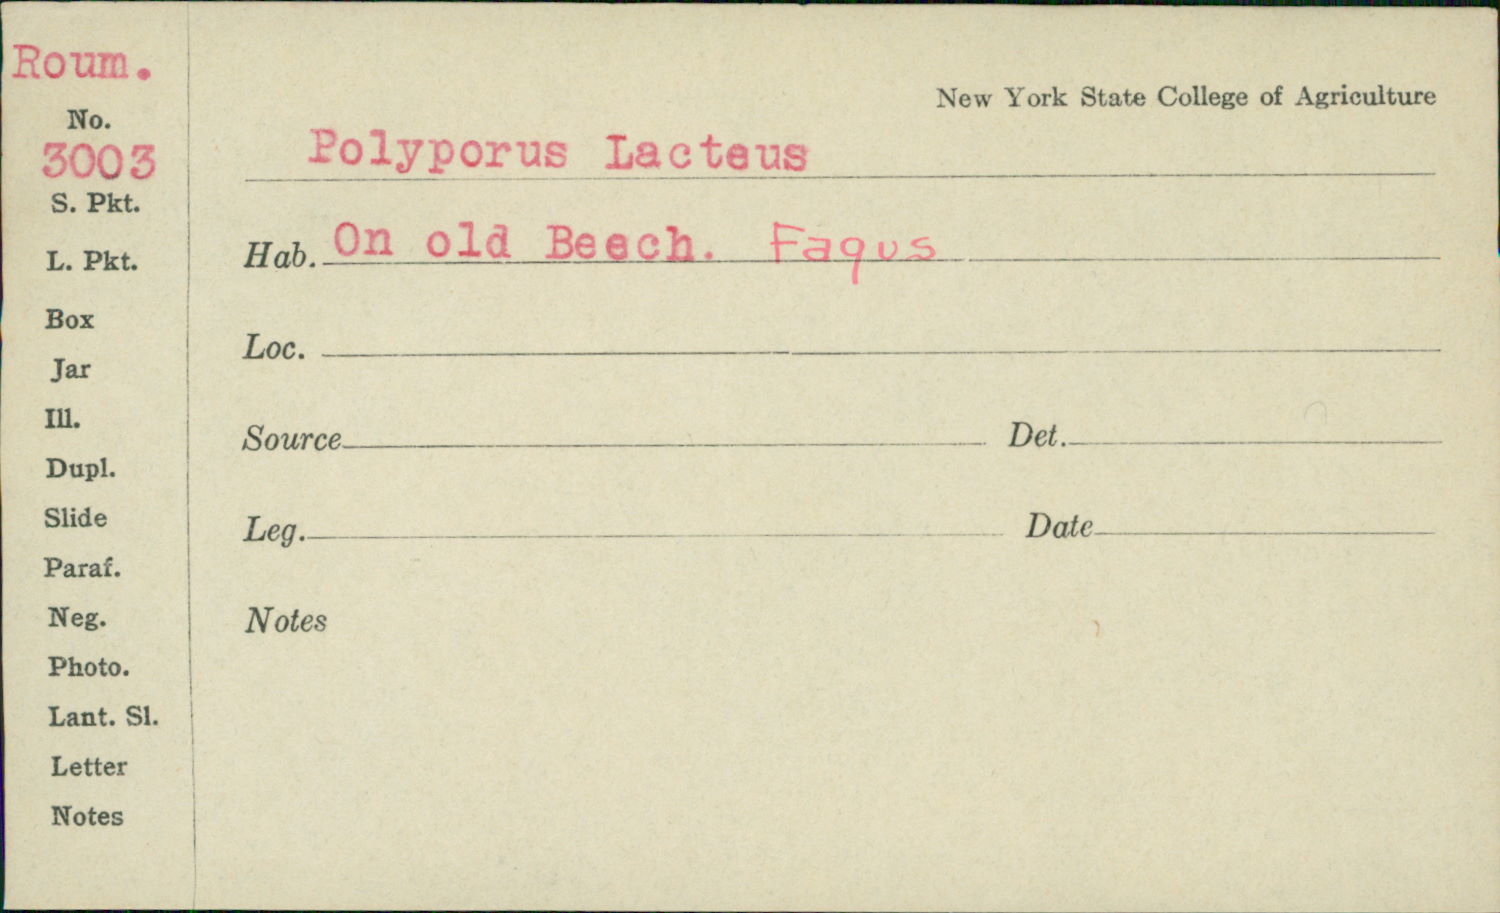 Roum.
New York State College of Agriculture
No.
3003
Polyporus Lacteus
S. Pkt.
Hab. On old Beech. Fagus
L. Pkt.
Box
Loc.
Jar
Ill.
Source Det.
Dupl.
Slide
Leg. Date
Paraf.
Neg.
Notes
Photo.
Lant. Sl.
Letter
Notes